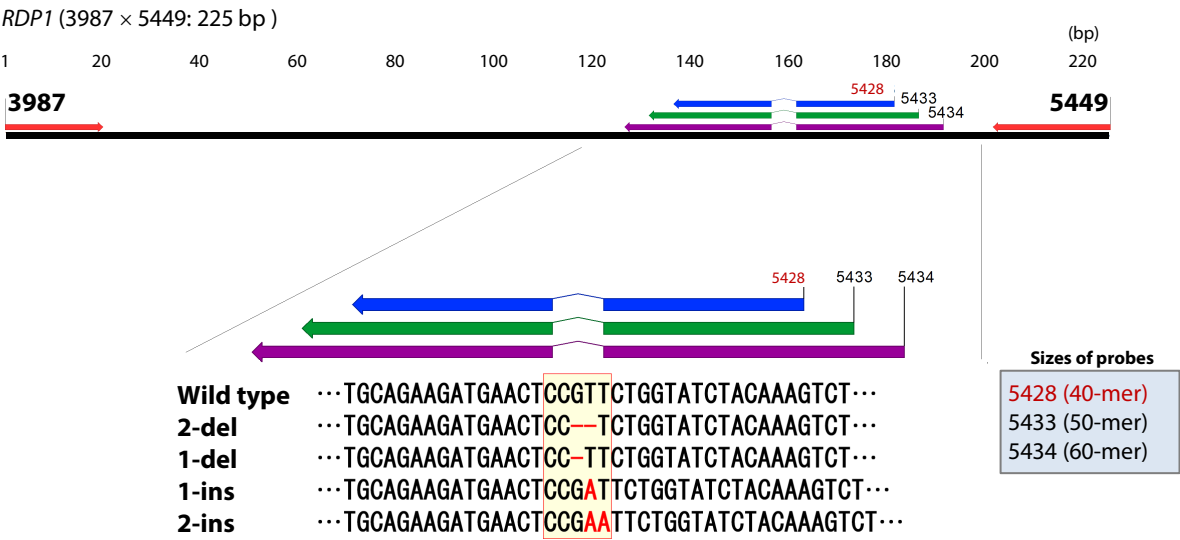 RDP1 (3987 × 5449: 225 bp )
(bp)
1 20 40 60 80 100 120 140 160 180 200 220
5428
3987 5433 5449
5434
5428 5433 5434
Sizes of probes
5428 (40-mer)
5433 (50-mer)
5434 (60-mer)
Wild type ···TGCAGAAGATGAACTCCGTTCTGGTATCTACAAAGTCT···
2-del ···TGCAGAAGATGAACTCC--TCTGGTATCTACAAAGTCT···
1-del ···TGCAGAAGATGAACTCC-TTCTGGTATCTACAAAGTCT···
1-ins ···TGCAGAAGATGAACTCCGATTCTGGTATCTACAAAGTCT···
2-ins ···TGCAGAAGATGAACTCCGAATTCTGGTATCTACAAAGTCT···